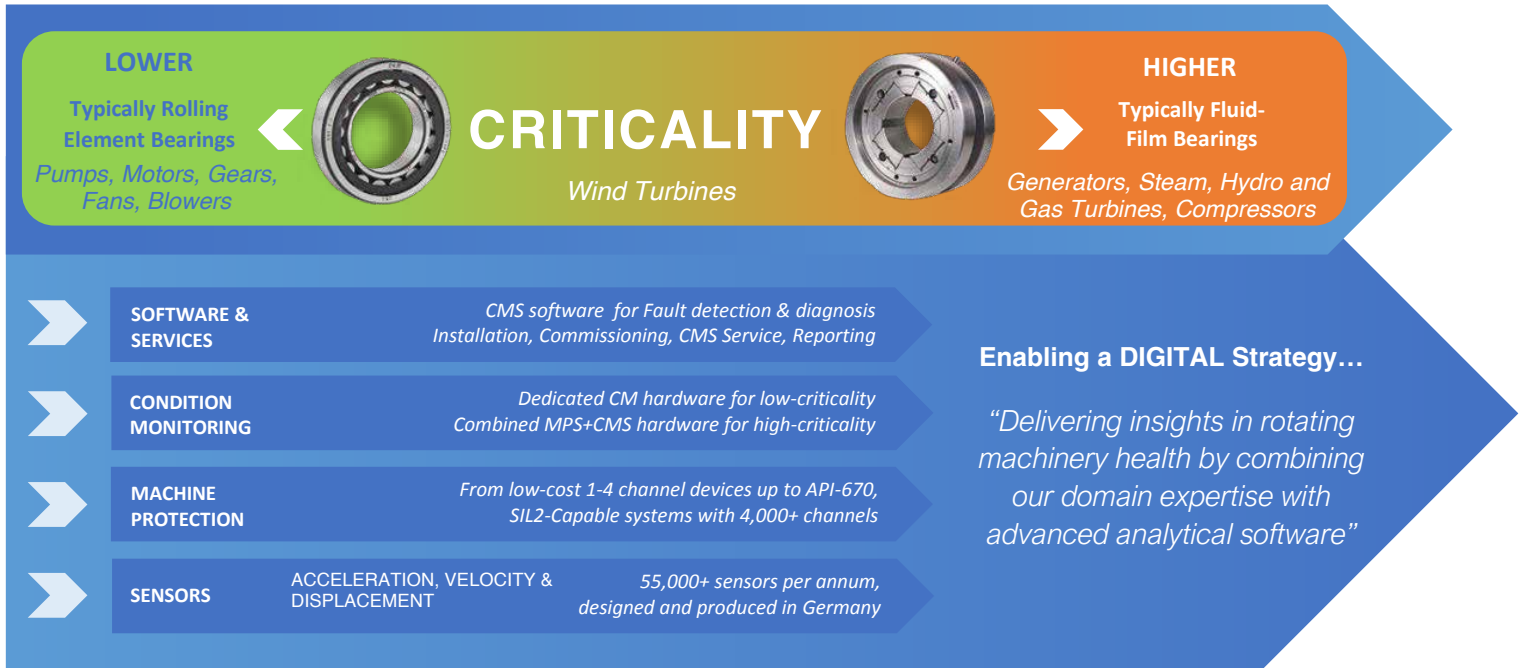 LOWER
Typically Rolling
Element Bearings
Pumps, Motors, Gears,
Fans, Blowers
CRITICALITY
Wind Turbines
HIGHER
Typically Fluid-
Film Bearings
Generators, Steam, Hydro and
Gas Turbines, Compressors
SOFTWARE &
SERVICES
CMS software for Fault detection & diagnosis
Installation, Commissioning, CMS Service, Reporting
CONDITION
MONITORING
Dedicated CM hardware for low-criticality
Combined MPS+CMS hardware for high-criticality
MACHINE
PROTECTION
From low-cost 1-4 channel devices up to API-670,
SIL2-Capable systems with 4,000+ channels
SENSORS
ACCELERATION, VELOCITY &
DISPLACEMENT
55,000+ sensors per annum,
designed and produced in Germany
Enabling a DIGITAL Strategy…
“Delivering insights in rotating
machinery health by combining
our domain expertise with
advanced analytical software”